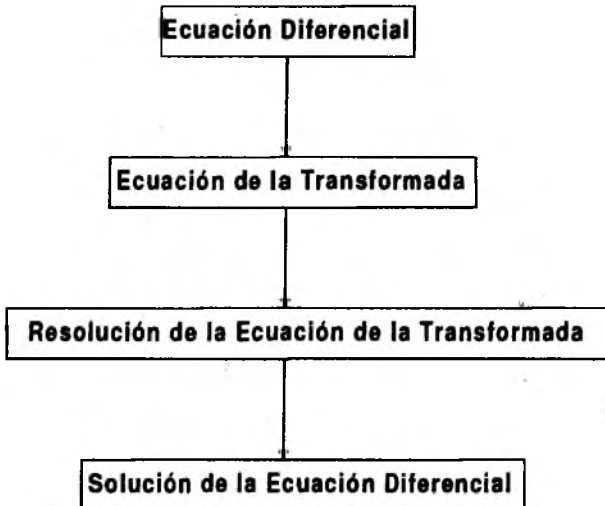 Ecuación Diferencial
Ecuación de la Transformada
Resolución de la Ecuación de la Transformada
Solución de la Ecuación Diferencial